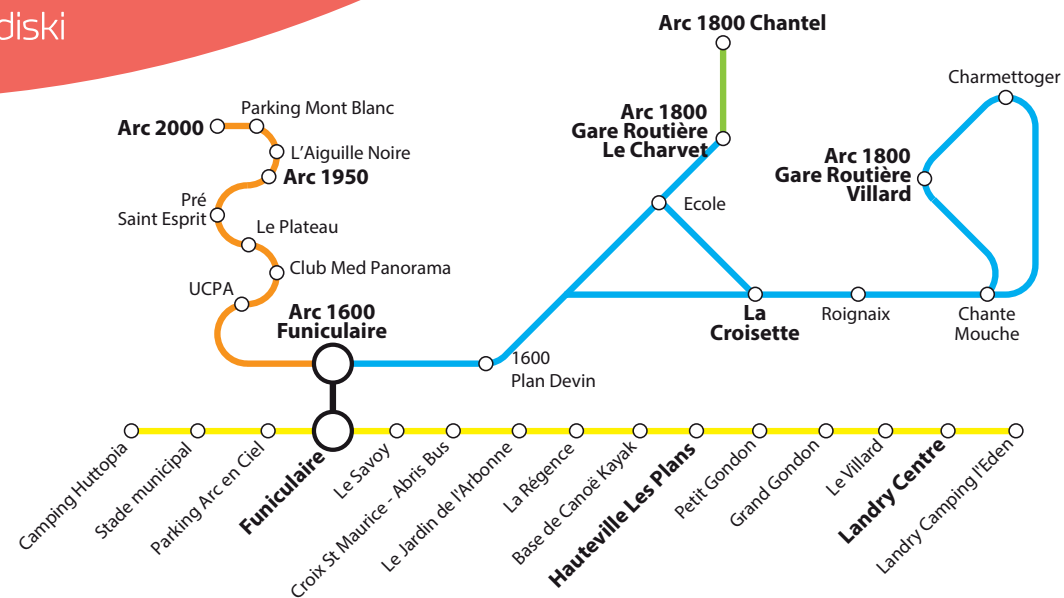 diski
Arc 1800 Chantel
Charmettoger
Parking Mont Blanc
Arc 2000
L'Aiguille Noire
Arc 1950
Arc 1800
Gare Routière
Le Charvet
Arc 1800
Gare Routière
Villard
Pré
Saint Esprit
Ecole
Le Plateau
Club Med Panorama
UCPA
Arc 1600
Funiculaire
La
Croisette
Roignaix
Chante
Mouche
1600
Plan Devin
Camping Huttopia
Stade municipal
Parking Arc en Ciel
Funiculaire
Le Savoy
Croix St Maurice - Abris Bus
Le Jardin de l'Arbonne
La Régence
Base de Canoë Kayak
Hauteville Les Plans
Petit Gondon
Grand Gondon
Le Villard
Landry Centre
Landry Camping l'Eden